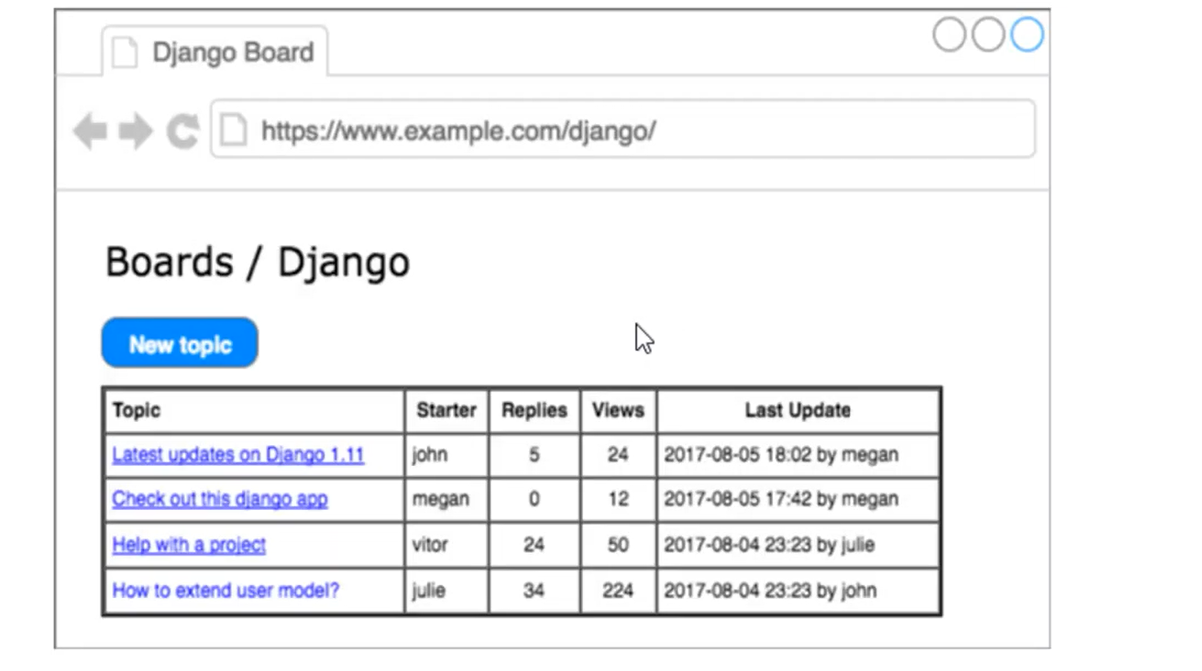 Django Board
https://www.example.com/django/
Boards / Django
New topic
Topic Starter Replies Views Last Update
Latest updates on Django 1.11 john 5 24 2017-08-05 18:02 by megan
Check out this django app megan 0 12 2017-08-05 17:42 by megan
Help with a project vitor 24 50 2017-08-04 23:23 by julie
How to extend user model? julie 34 224 2017-08-04 23:23 by john